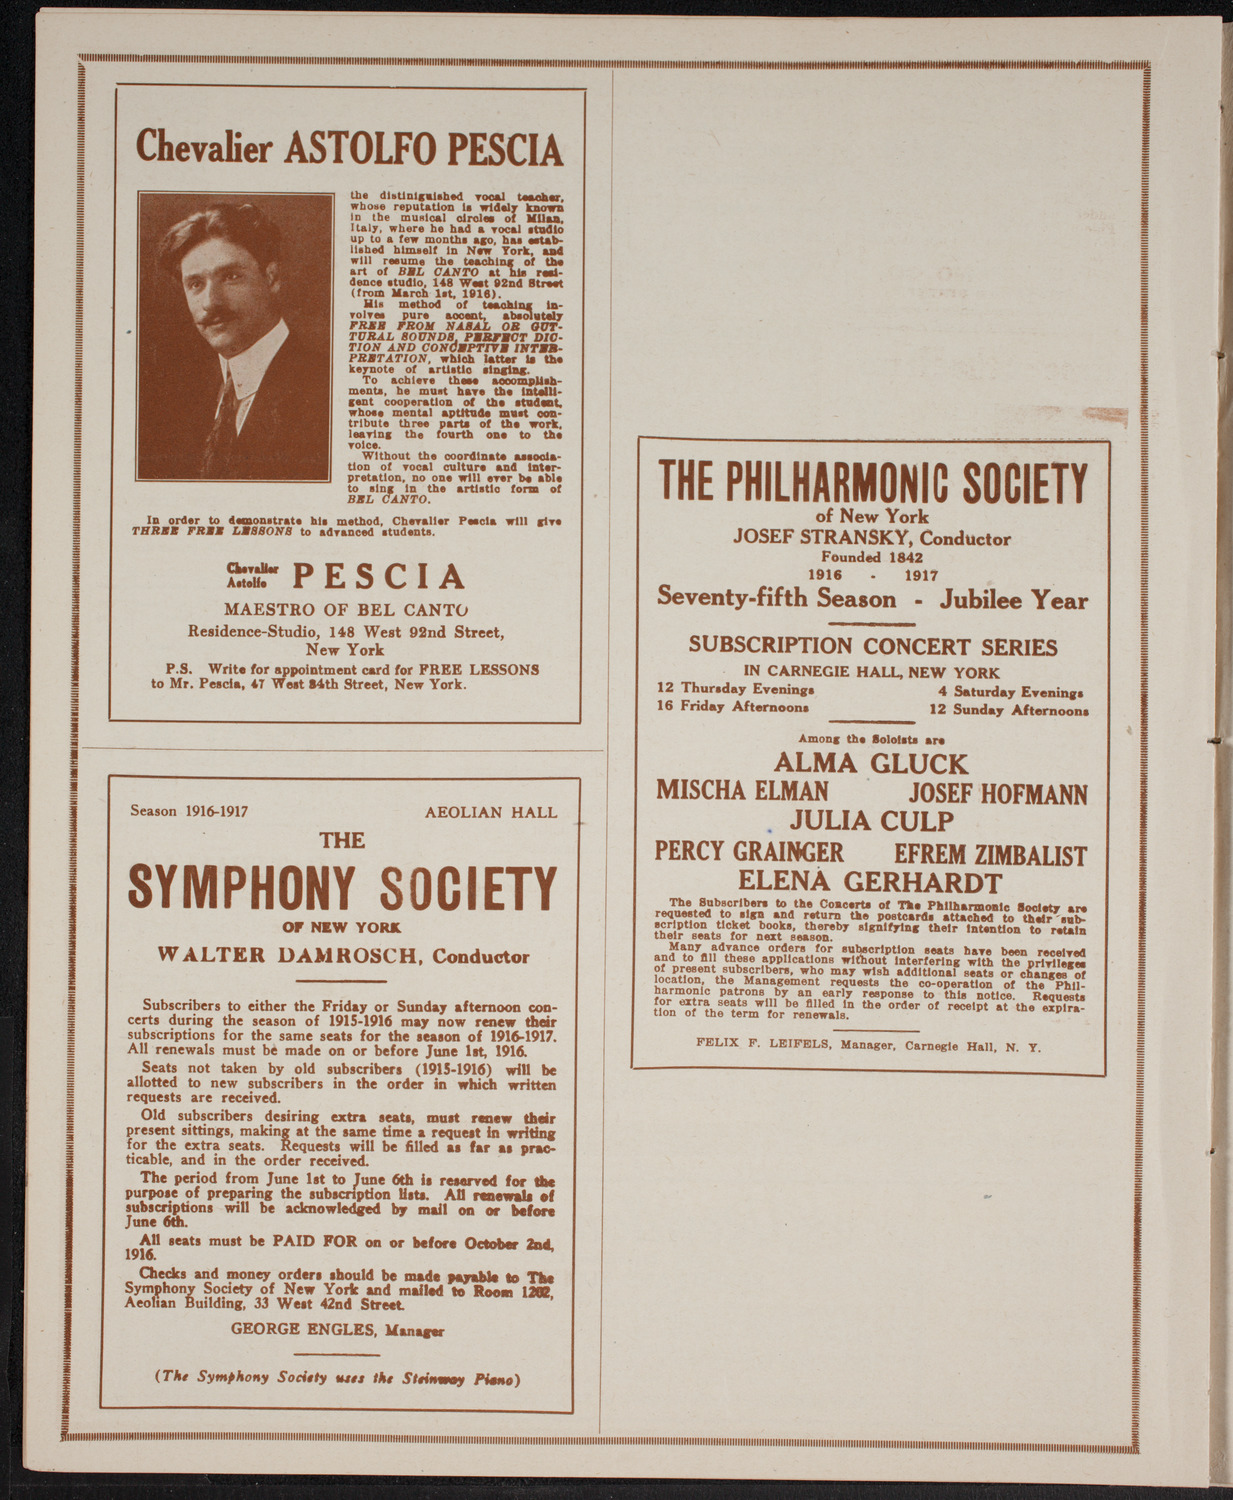 Chevalier ASTOLFO PESCIA
the distiniguished vocal teacher,
whose reputation is widely known
in the musical circles of Milan,
Italy, where he had a vocal studio
up to a few months ago, has estab-
lished himself in New York, and
will resume the teaching of the
art of BEL CANTO at his resi-
dence studio, 148 West 92nd Street
(from March 1st, 1916).
His method of teaching in-
volves pure accent, absolutely
FREE FROM NASAL OR GUT-
TURAL SOUNDS, PERFECT DIC-
TION AND CONCEPTIVE INTER-
PRETATION, which latter is the
keynote of artistic singing.
To achieve these accomplish-
ments, he must have the intelli-
gent cooperation of the student,
whose mental aptitude must con-
tribute three parts of the work,
leaving the fourth one to the
voice.
Without the coordinate associa-
tion of vocal culture and inter-
pretation, no one will ever be able
to sing in the artistic form of
BEL CANTO.
In order to demonstrate his method, Chevalier Pescia will give
THREE FREE LESSONS to advanced students.
Chevalier
Astolfo PESCIA
MAESTRO OF BEL CANTO
Residence-Studio, 148 West 92nd Street,
New York
P.S. Write for appointment card for FREE LESSONS
to Mr. Pescia, 47 West 84th Street, New York.
Season 1916-1917 AEOLIAN HALL
THE
SYMPHONY SOCIETY
OF NEW YORK
WALTER DAMROSCH, Conductor
Subscribers to either the Friday or Sunday afternoon con-
certs during the season of 1915-1916 may now renew their
subscriptions for the same seats for the season of 1916-1917.
All renewals must be made on or before June 1st, 1916.
Seats not taken by old subscribers (1915-1916) will be
allotted to new subscribers in the order in which written
requests are received.
Old subscribers desiring extra seats, must renew their
present sittings, making at the same time a request in writing
for the extra seats. Requests will be filled as far as prac-
ticable, and in the order received.
The period from June 1st to June 6th is reserved for the
purpose of preparing the subscription lists. All renewals of
subscriptions will be acknowledged by mail on or before
June 6th.
All seats must be PAID FOR on or before October 2nd,
1916.
Checks and money orders should be made payable to The
Symphony Society of New York and mailed to Room 1202,
Aeolian Building, 33 West 42nd Street.
GEORGE ENGLES, Manager
(The Symphony Society uses the Steinway Piano)
THE PHILHARMONIC SOCIETY
of New York
JOSEF STRANSKY, Conductor
Founded 1842
1916 - 1917
Seventy-fifth Season - Jubilee Year
SUBSCRIPTION CONCERT SERIES
IN CARNEGIE HALL, NEW YORK
12 Thursday Evenings 4 Saturday Evenings
16 Friday Afternoons 12 Sunday Afternoons
Among the Soloists are
ALMA GLUCK
MISCHA ELMAN JOSEF HOFMANN
JULIA CULP
PERCY GRAINGER EFREM ZIMBALIST
ELENA GERHARDT
The Subscribers to the Concerts of The Philharmonic Society are
requested to sign and return the postcards attached to their sub-
scription ticket books, thereby signifying their intention to retain
their seats for next season.
Many advance orders for subscription seats have been received
and to fill these applications without interfering with the privileges
of present subscribers, who may wish additional seats or changes of
location, the Management requests the co-operation of the Phil-
harmonic patrons by an early response to this notice. Requests
for extra seats will be filled in the order of receipt at the expira-
tion of the term for renewals.
FELIX F. LEIFELS, Manager, Carnegie Hall, N. Y.